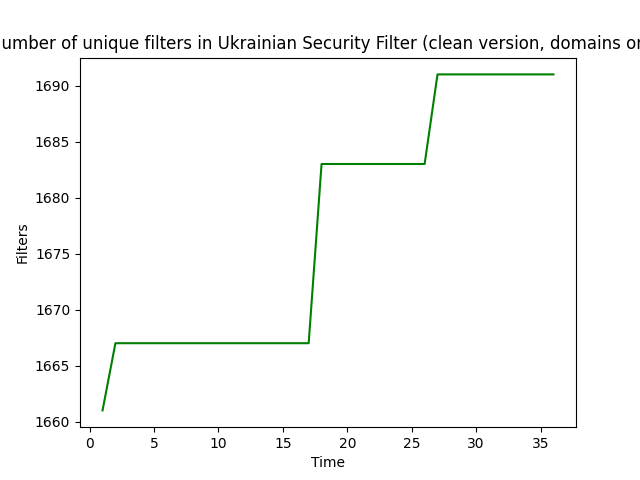 umber of unique filters in Ukrainian Security Filter (clean version, domains or
1690
1685
1680
1675
1670
1665
1660
Filters
0 5 10 15 20 25 30 35
Time